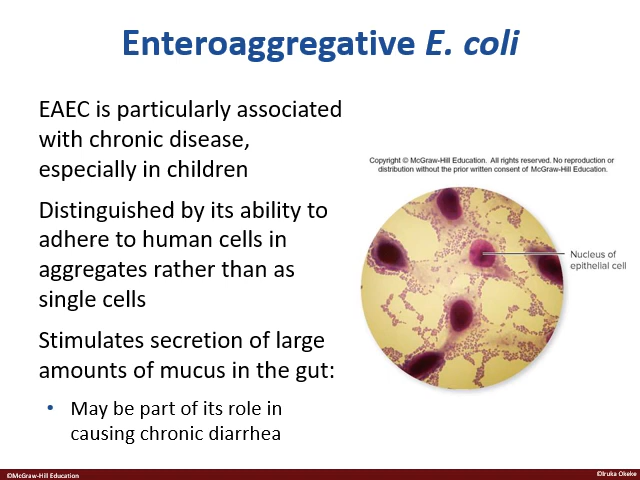 Enteroaggregative E. coli
EAEC is particularly associated
with chronic disease,
especially in children
Distinguished by its ability to
adhere to human cells in
aggregates rather than as
single cells
Stimulates secretion of large
amounts of mucus in the gut:
• May be part of its role in
causing chronic diarrhea
Copyright © McGraw-Hill Education. All rights reserved. No reproduction or
distribution without the prior written consent of McGraw-Hill Education.
Nucleus of
epithelial cell
©McGraw-Hill Education
©Iruka Okeke